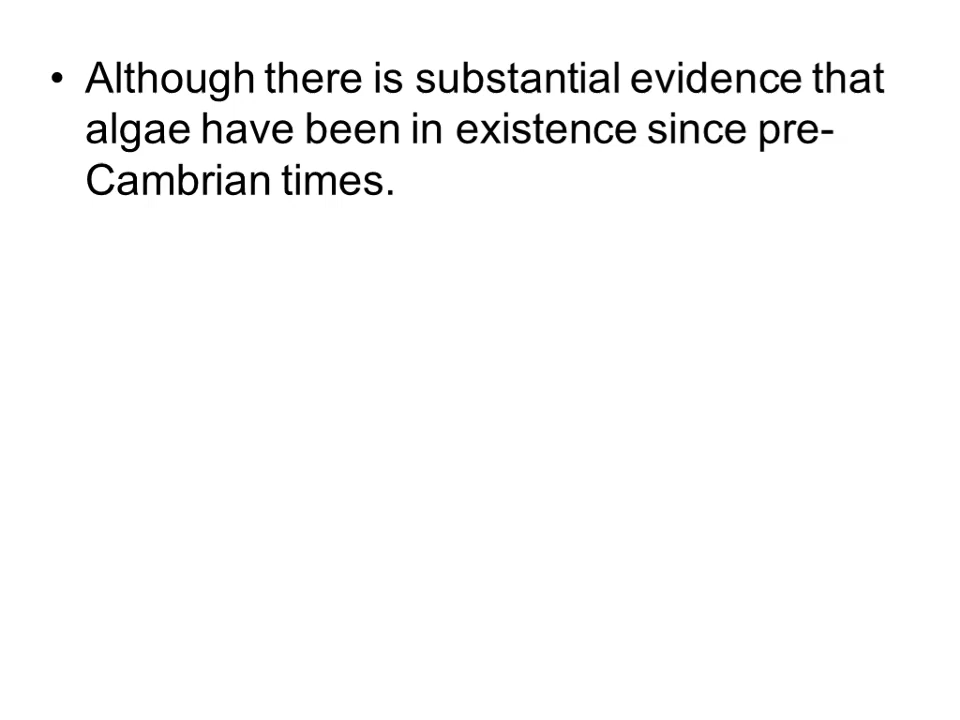 • Although there is substantial evidence that
algae have been in existence since pre-
Cambrian times.